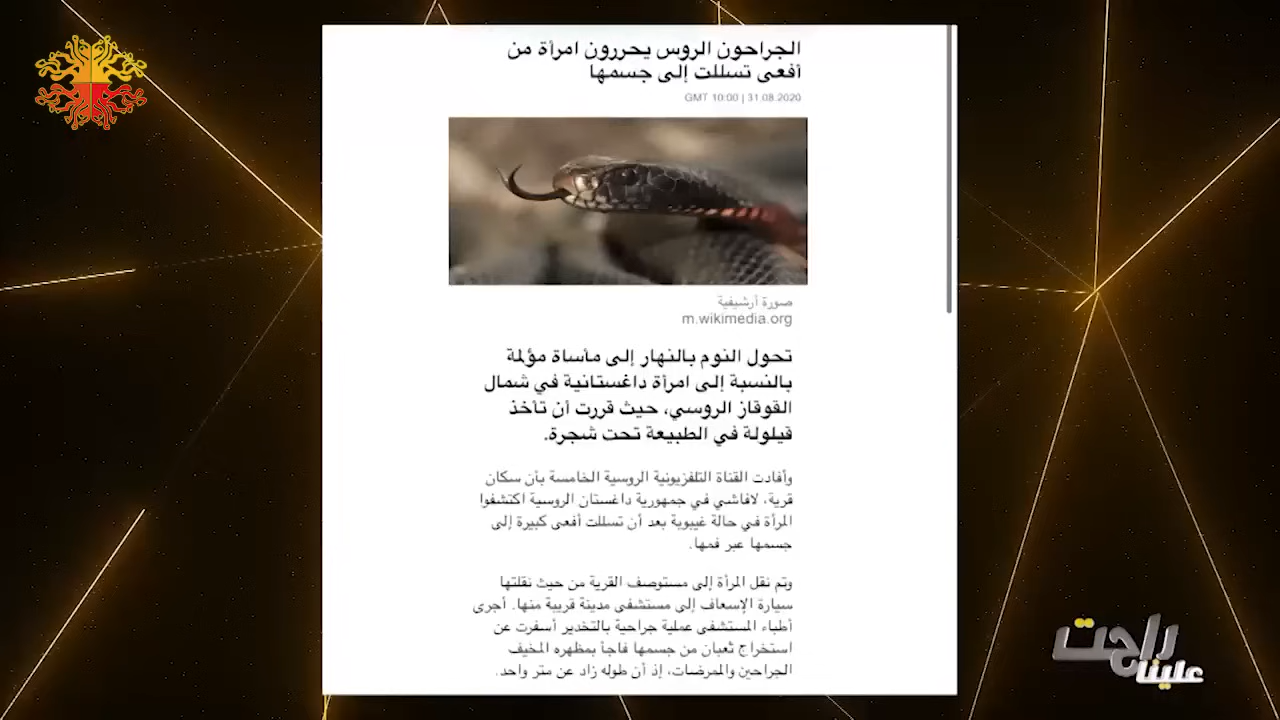 الجراحون الروس يحررون امرأة من
أفعى تسللت إلى جسمها
GMT 10:00 | 31.08.2020
صورة أرشيفية
m.wikimedia.org
تحول النوم بالنهار إلى مأساة مؤلمة
بالنسبة إلى امرأة داغستانية في شمال
القوقاز الروسي، حيث قررت أن تأخذ
قيلولة في الطبيعة تحت شجرة.
وأفادت القناة التلفزيونية الروسية الخامسة بأن سكان
قرية، لافاشي في جمهورية داغستان الروسية اكتشفوا
المرأة في حالة غيبوبة بعد أن تسللت أفعى كبيرة إلى
جسمها عبر فمها.
وتم نقل المرأة إلى مستوصف القرية من حيث نقلتها
سيارة الإسعاف إلى مستشفى مدينة قريبة منها. أجرى
أطباء المستشفى عملية جراحية بالتخدير أسفرت عن
استخراج ثعبان من جسمها فاجأ بمظهره المخيف
الجراحين والممرضات، إذ أن طوله زاد عن متر واحد.
راحت
علينا